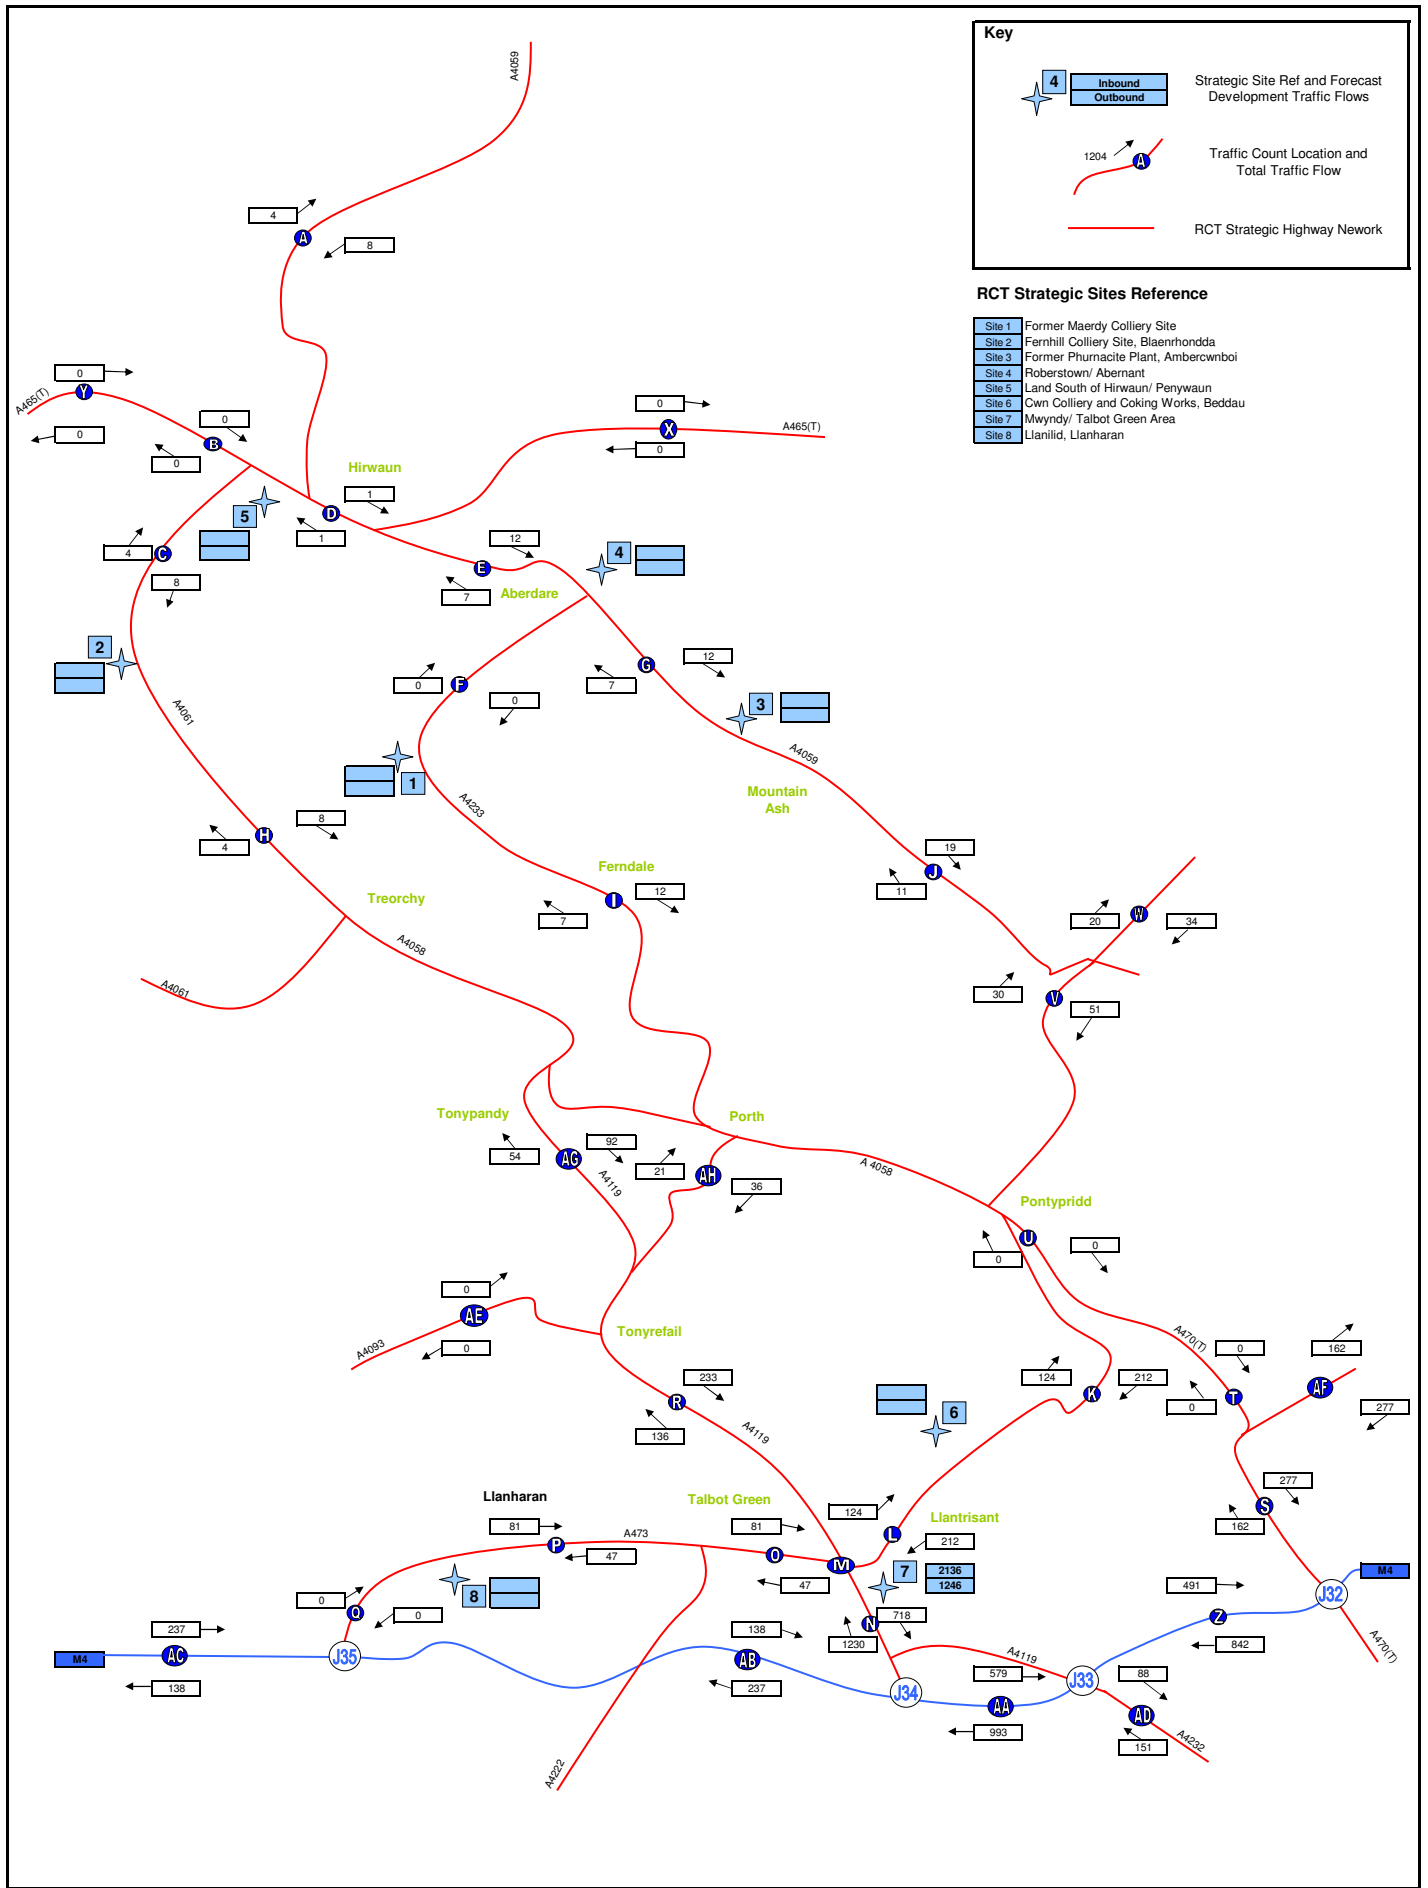 Key
4
Inbound
Outbound
Strategic Site Ref and Forecast
Development Traffic Flows
1204
A
Traffic Count Location and
Total Traffic Flow
RCT Strategic Highway Nework
RCT Strategic Sites Reference
Site 1 Former Maerdy Colliery Site
Site 2 Fernhill Colliery Site, Blaenrhondda
Site 3 Former Phurnacite Plant, Ambercwnboi
Site 4 Roberstown/ Abernant
Site 5 Land South of Hirwaun/ Penywaun
Site 6 Cwn Colliery and Coking Works, Beddau
Site 7 Mwyndy/ Talbot Green Area
Site 8 Llanilid, Llanharan
A4059
4
A
8
0
Y
A465(T)
0
0
B
0
0
X
A465(T)
0
Hirwaun
1
D
1
5
4
C
8
12
E
7
Aberdare
4
2
A4061
0
F
0
12
G
7
3
A4059
1
A4233
Mountain
Ash
8
H
4
19
J
11
Ferndale
12
I
7
Treorchy
A4058
A4061
20
W
34
30
V
51
Tonypandy
Porth
92
54
AG
A4119
21
AH
36
A 4058
Pontypridd
U
0
0
0
AE
A4093
0
Tonyrefail
A470(T)
0
162
T
0
AF
277
233
R
136
A4119
124
212
K
6
277
S
162
Llanharan
Talbot Green
Llantrisant
81
P
A473
47
81
O
47
124
L
M
212
7
2136
1246
8
0
Q
0
N
718
1230
491
Z
842
M4
J32
A470(T)
237
M4
AC
138
J35
138
AB
237
J34
A4119
579
AA
993
J33
88
AD
151
A4232
A4222